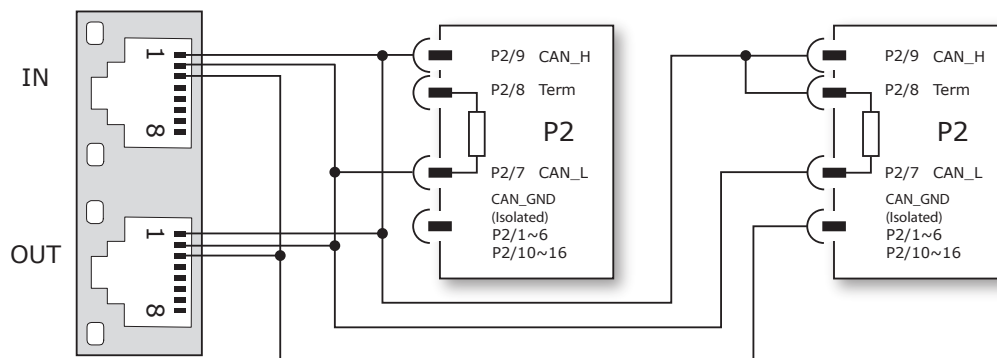 IN
1
8
OUT
1
8
P2/9 CAN_H
P2/8 Term
P2
P2/7 CAN_L
CAN_GND
(Isolated)
P2/1~6
P2/10~16
P2/9 CAN_H
P2/8 Term
P2
P2/7 CAN_L
CAN_GND
(Isolated)
P2/1~6
P2/10~16